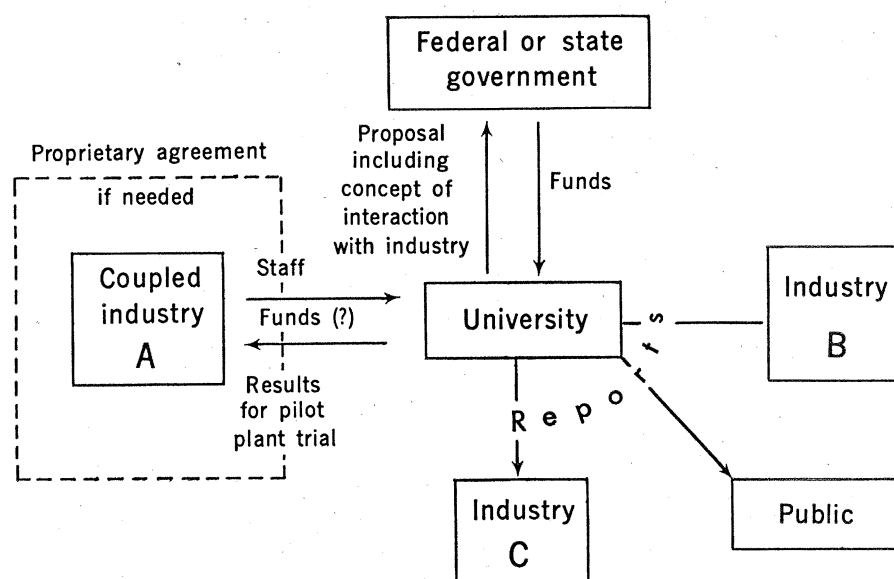 Federal or state
government
Proprietary agreement
if needed
Proposal
including
concept of
interaction
with industry
Funds
Coupled
industry
A
Staff
Funds (?)
Results
for pilot
plant trial
University
Reports
Industry
B
Industry
C
Public